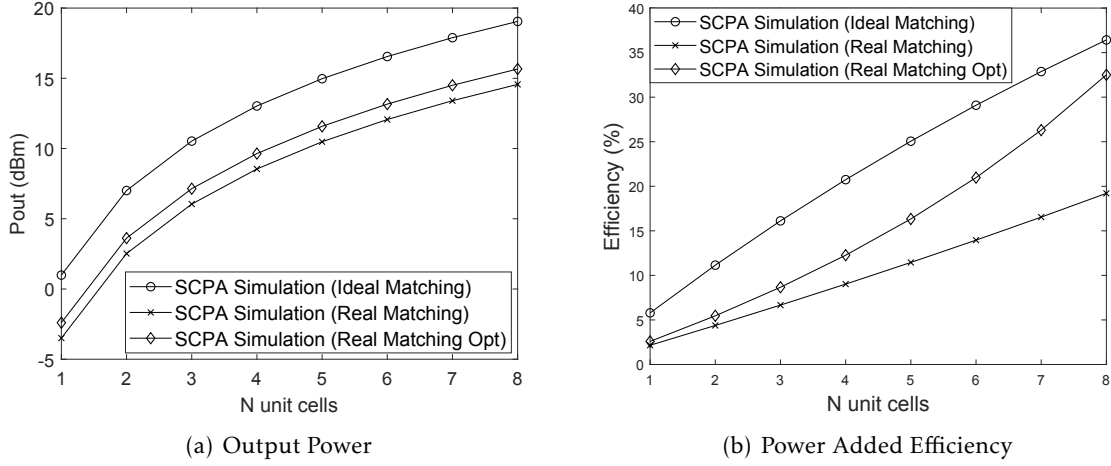 20
15
10
5
0
-5
Pout (dBm)
SCPA Simulation (Ideal Matching)
SCPA Simulation (Real Matching)
SCPA Simulation (Real Matching Opt)
1 2 3 4 5 6 7 8
N unit cells
(a) Output Power
40
35
30
25
20
15
10
5
0
Efficiency (%)
SCPA Simulation (Ideal Matching)
SCPA Simulation (Real Matching)
SCPA Simulation (Real Matching Opt)
1 2 3 4 5 6 7 8
N unit cells
(b) Power Added Efficiency